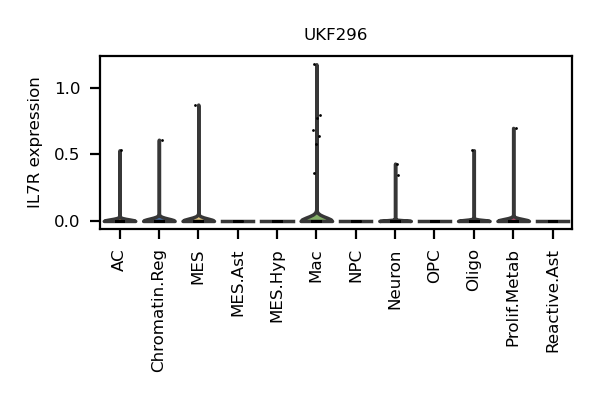 UKF296
IL7R expression
1.0
0.5
0.0
AC
Chromatin.Reg
MES
MES.Ast
MES.Hyp
Mac
NPC
Neuron
OPC
Oligo
Prolif.Metab
Reactive.Ast